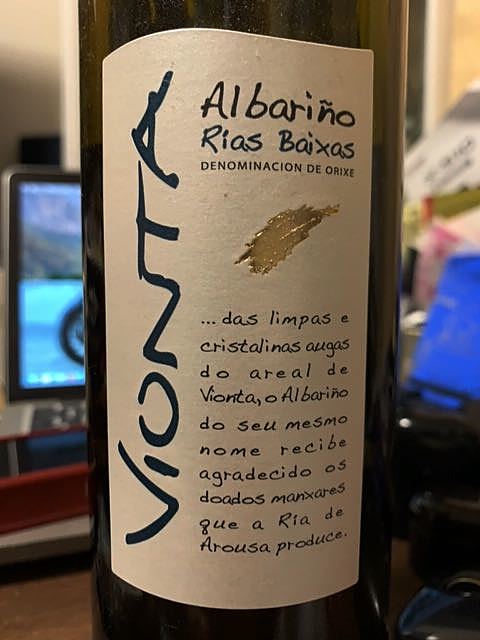 VIONTA
Albariño
Rías Baixas
DENOMINACION DE ORIXE
... das limpas e
cristalinas augas
do areal de
Vionta, o Albariño
do seu mesmo
nome recibe
agradecido os
doados manxares
que a Ría de
Arousa produce.